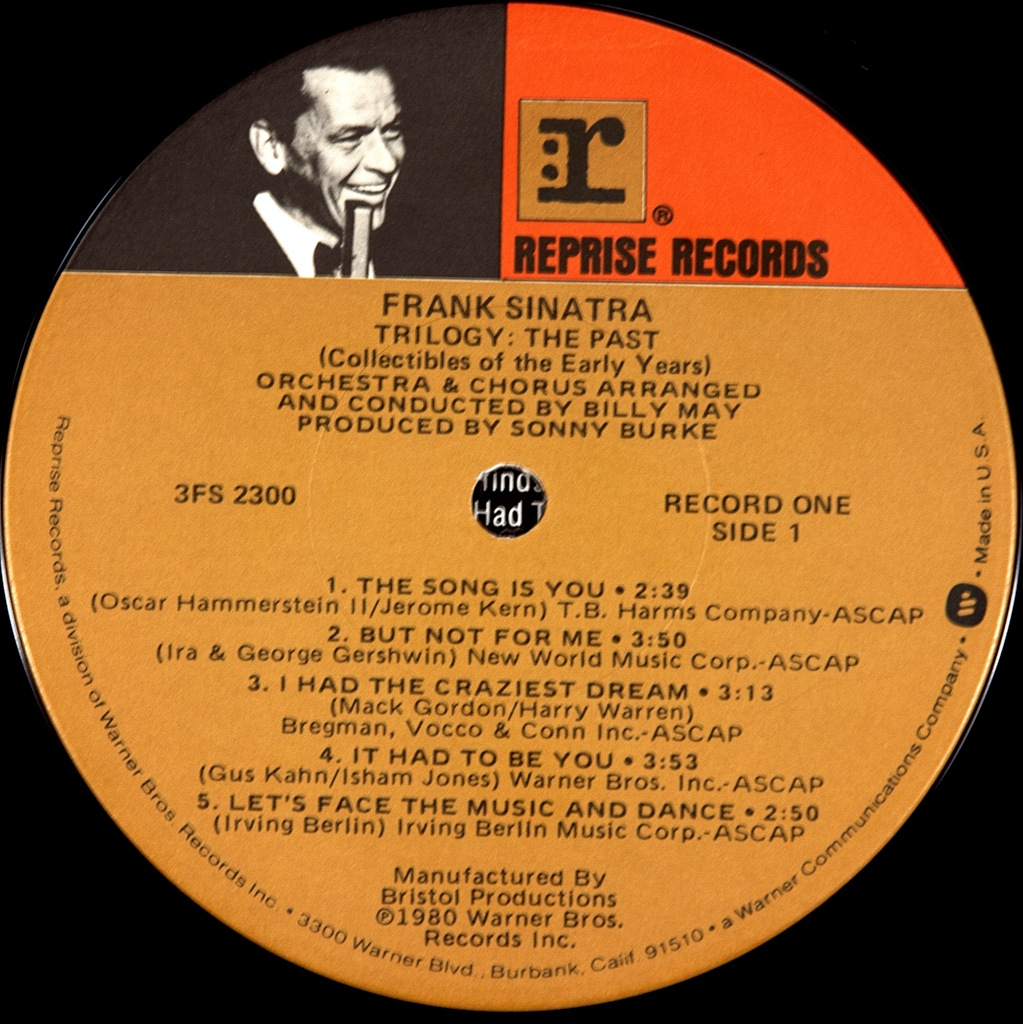 r
®
REPRISE RECORDS
FRANK SINATRA
TRILOGY: THE PAST
(Collectibles of the Early Years)
ORCHESTRA & CHORUS ARRANGED
AND CONDUCTED BY BILLY MAY
PRODUCED BY SONNY BURKE
3FS 2300
RECORD ONE
SIDE 1
Had T
1. THE SONG IS YOU • 2:39
(Oscar Hammerstein II/Jerome Kern) T.B. Harms Company-ASCAP
2. BUT NOT FOR ME • 3:50
(Ira & George Gershwin) New World Music Corp.-ASCAP
3. I HAD THE CRAZIEST DREAM • 3:13
(Mack Gordon/Harry Warren)
Bregman, Vocco & Conn Inc.-ASCAP
4. IT HAD TO BE YOU • 3:53
(Gus Kahn/Isham Jones) Warner Bros. Inc.-ASCAP
5. LET'S FACE THE MUSIC AND DANCE • 2:50
(Irving Berlin) Irving Berlin Music Corp.-ASCAP
Manufactured By
Bristol Productions
℗1980 Warner Bros.
Records Inc.
Reprise Records, a division of Warner Bros. Records Inc. • 3300 Warner Blvd., Burbank, Calif. 91510 • a Warner Communications Company • W • Made in U.S.A.